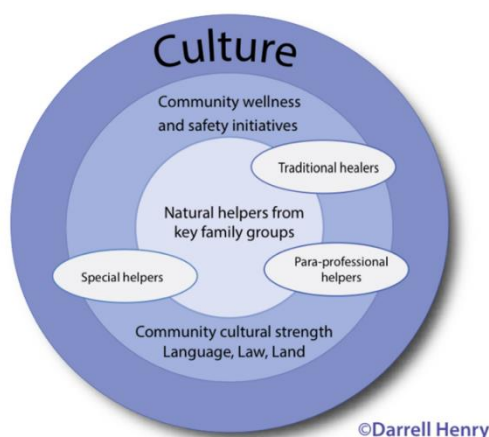 Culture
Community wellness
and safety initiatives
Traditional healers
Natural helpers from
key family groups
Special helpers
Para-professional
helpers
Community cultural strength
Language, Law, Land
©Darrell Henry